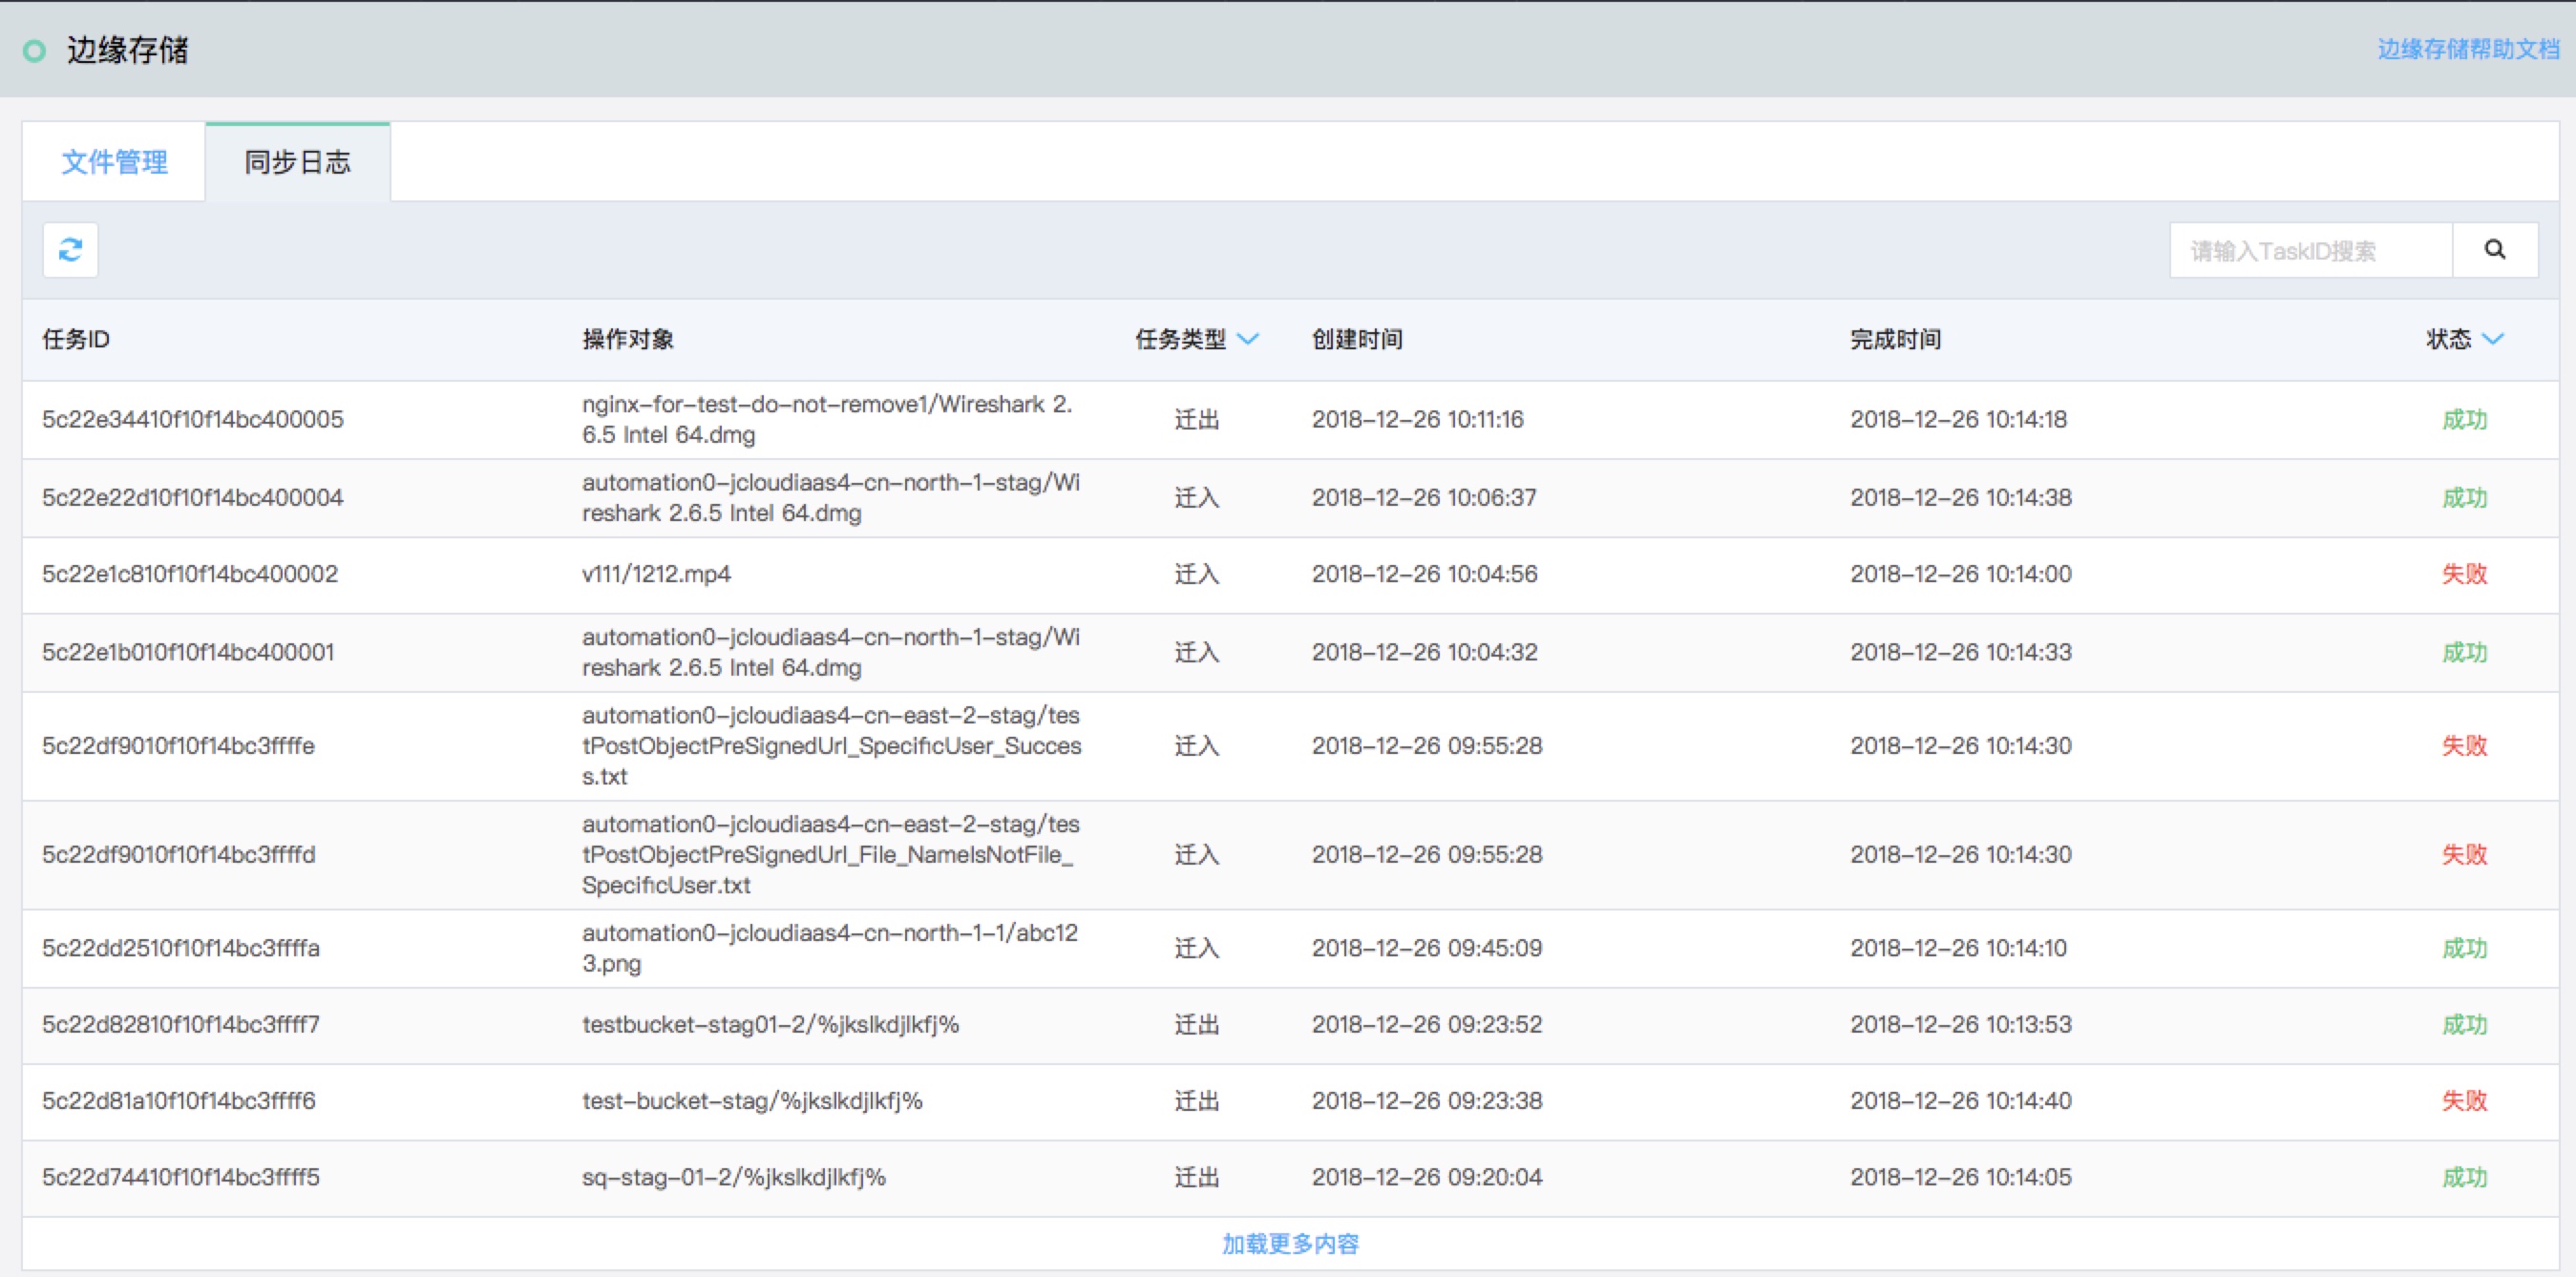 边缘存储
边缘存储帮助文档
文件管理
同步日志
请输入TaskID搜索
任务ID 操作对象 任务类型 创建时间 完成时间 状态
5c22e34410f10f14bc400005 nginx-for-test-do-not-remove1/Wireshark 2.
6.5 Intel 64.dmg 迁出 2018-12-26 10:11:16 2018-12-26 10:14:18 成功
5c22e22d10f10f14bc400004 automation0-jcloudiaas4-cn-north-1-stag/Wi
reshark 2.6.5 Intel 64.dmg 迁入 2018-12-26 10:06:37 2018-12-26 10:14:38 成功
5c22e1c810f10f14bc400002 v111/1212.mp4 迁入 2018-12-26 10:04:56 2018-12-26 10:14:00 失败
5c22e1b010f10f14bc400001 automation0-jcloudiaas4-cn-north-1-stag/Wi
reshark 2.6.5 Intel 64.dmg 迁入 2018-12-26 10:04:32 2018-12-26 10:14:33 成功
5c22df9010f10f14bc3ffffe automation0-jcloudiaas4-cn-east-2-stag/tes
tPostObjectPreSignedUrl_SpecificUser_Succes
s.txt 迁入 2018-12-26 09:55:28 2018-12-26 10:14:30 失败
5c22df9010f10f14bc3ffffd automation0-jcloudiaas4-cn-east-2-stag/tes
tPostObjectPreSignedUrl_File_NameIsNotFile_
SpecificUser.txt 迁入 2018-12-26 09:55:28 2018-12-26 10:14:30 失败
5c22dd2510f10f14bc3ffffa automation0-jcloudiaas4-cn-north-1-1/abc12
3.png 迁入 2018-12-26 09:45:09 2018-12-26 10:14:10 成功
5c22d82810f10f14bc3ffff7 testbucket-stag01-2/%jkslkdjlkfj% 迁出 2018-12-26 09:23:52 2018-12-26 10:13:53 成功
5c22d81a10f10f14bc3ffff6 test-bucket-stag/%jkslkdjlkfj% 迁出 2018-12-26 09:23:38 2018-12-26 10:14:40 失败
5c22d74410f10f14bc3ffff5 sq-stag-01-2/%jkslkdjlkfj% 迁出 2018-12-26 09:20:04 2018-12-26 10:14:05 成功
加载更多内容